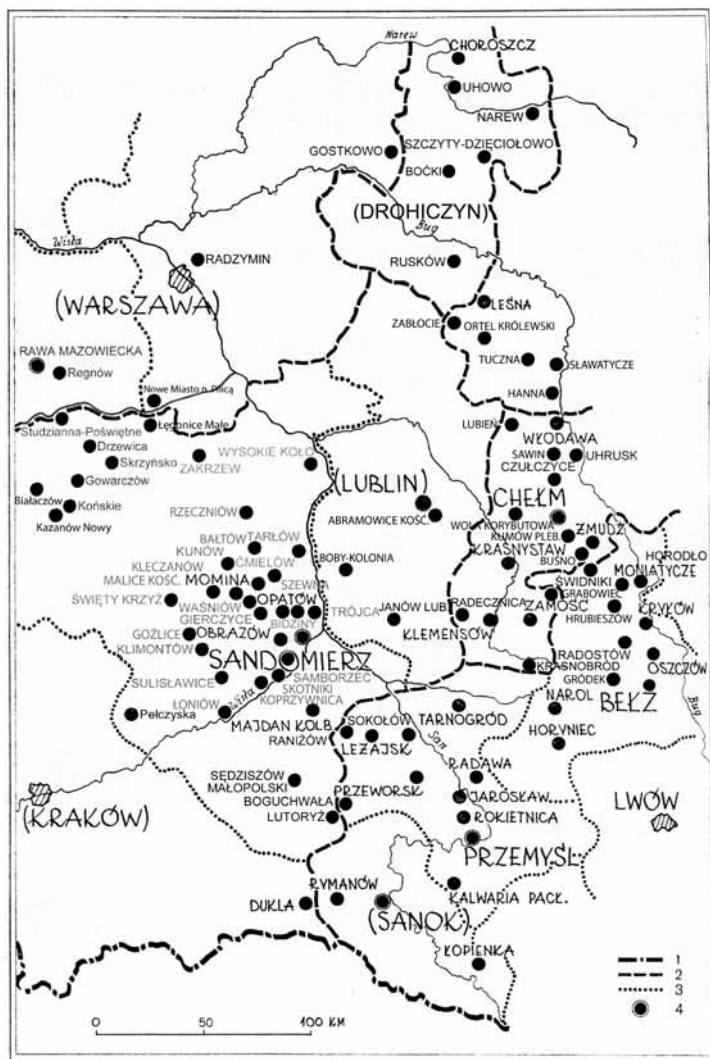 Narew
CHOROSZCZ
UHOWO
NAREW
SZCZYTY-DZIĘCIOŁOWO
GOSTKOWO
BOĆKI
(DROHICZYN)
Wisła
Bug
RADZYMIN
RUSKÓW
(WARSZAWA)
LEŚNA
ZABŁOCIE
ORTEL KRÓLEWSKI
RAWA MAZOWIECKA
TUCZNA
SŁAWATYCZE
Regnów
HANNA
Nowe Miasto n. Pilicą
Łęgonice Małe
LUBIEŃ
Studzianna-Poświętne
WŁODAWA
Drzewica
WYSOKIE KOŁO
SAWIN
UHRUSK
Skrzyńsko
ZAKRZEW
CZUŁCZYCE
Gowarczów
(LUBLIN)
CHEŁM
Białaczów
Końskie
RZECZNIÓW
ABRAMOWICE KOŚC.
WOLA KORYBUTOWA
Kazanów Nowy
KUMÓW PLEB.
ŻMUDŹ
BAŁTÓW
TARŁÓW
KRASNYSTAW
HORODŁO
KUNÓW
BOBY-KOLONIA
BUŚNO
MONIATYCZE
KLECZANÓW
ĆMIELÓW
MALICE KOŚC.
SZEWNA
ŚWIDNIKI
MOMINA
GRABOWIEC
ŚWIĘTY KRZYŻ
OPATÓW
JANÓW LUB.
RADECZNICA
ZAMOŚĆ
HRUBIESZÓW
KRYŁÓW
WAŚNIÓW
TRÓJCA
GIERCZYCE
BIDZINY
KLEMENSÓW
GOŹLICE
OBRAZÓW
RADOSTÓW
KLIMONTÓW
OSZCZÓW
SANDOMIERZ
KRASNOBRÓD
GRÓDEK
SULISŁAWICE
SAMBORZEC
BEŁZ
SKOTNIKI
NAROL
Wisła
KOPRZYWNICA
Bug
ŁONIÓW
TARNOGRÓD
Pełczyska
MAJDAN KOLB.
SOKOŁÓW
San
HORYNIEC
RANIŻÓW
LEŻAJSK
RADAWA
SĘDZISZÓW
MAŁOPOLSKI
PRZEWORSK
LWÓW
BOGUCHWAŁA
JAROSŁAW
(KRAKÓW)
LUTORYŻ
ROKIETNICA
PRZEMYŚL
RYMANÓW
KALWARIA PACŁ.
DUKLA
(SANOK)
ŁOPIENKA
1
2
3
4
0 50 100 KM